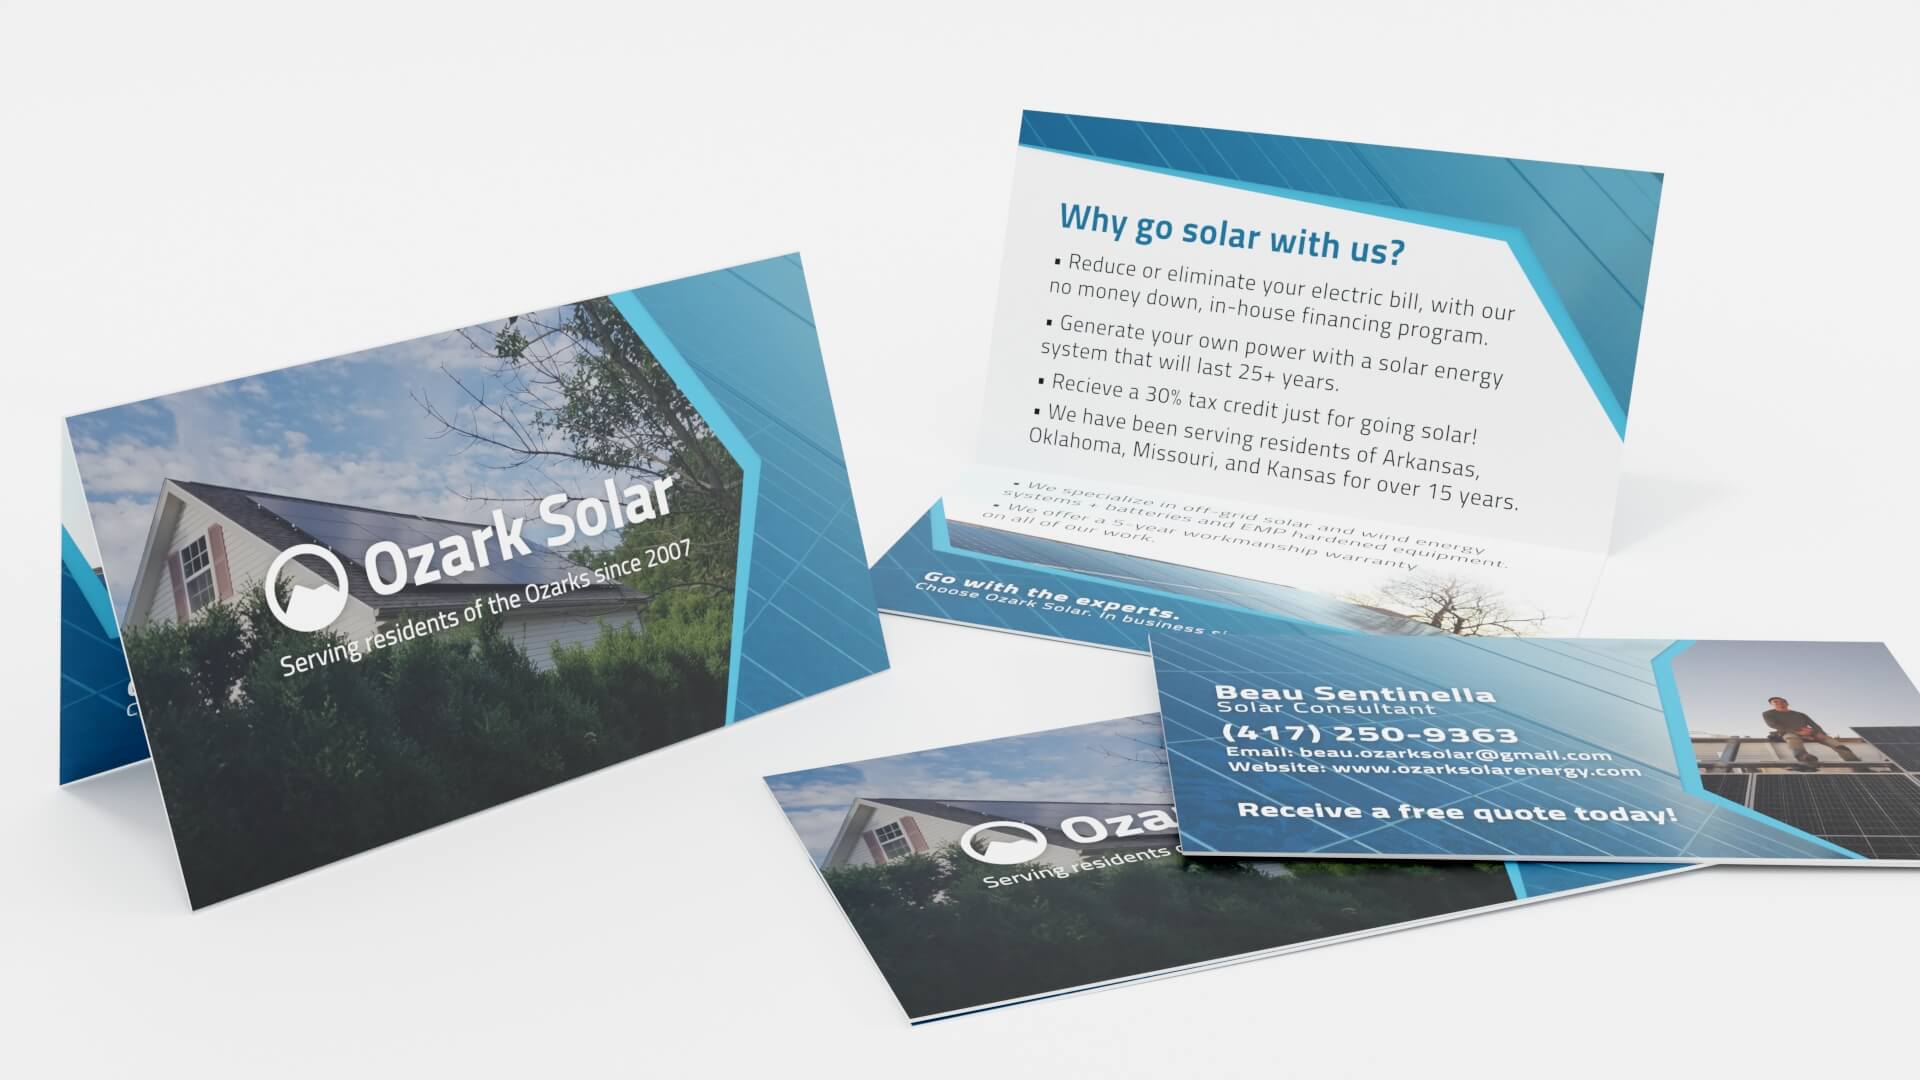 Ozark Solar
Serving residents of the Ozarks since 2007
C
Why go solar with us?
▪ Reduce or eliminate your electric bill, with our
no money down, in-house financing program.
▪ Generate your own power with a solar energy
system that will last 25+ years.
▪ Recieve a 30% tax credit just for going solar!
▪ We have been serving residents of Arkansas,
Oklahoma, Missouri, and Kansas for over 15 years.
▪ We specialize in off-grid solar and wind energy
systems + batteries and EMP hardened equipment.
▪ We offer a 5-year workmanship warranty
on all of our work.
Go with the experts.
Choose Ozark Solar. In business
Beau Sentinella
Solar Consultant
(417) 250-9363
Email: beau.ozarksolar@gmail.com
Website: www.ozarksolarenergy.com
Receive a free quote today!
Oza
Serving residents